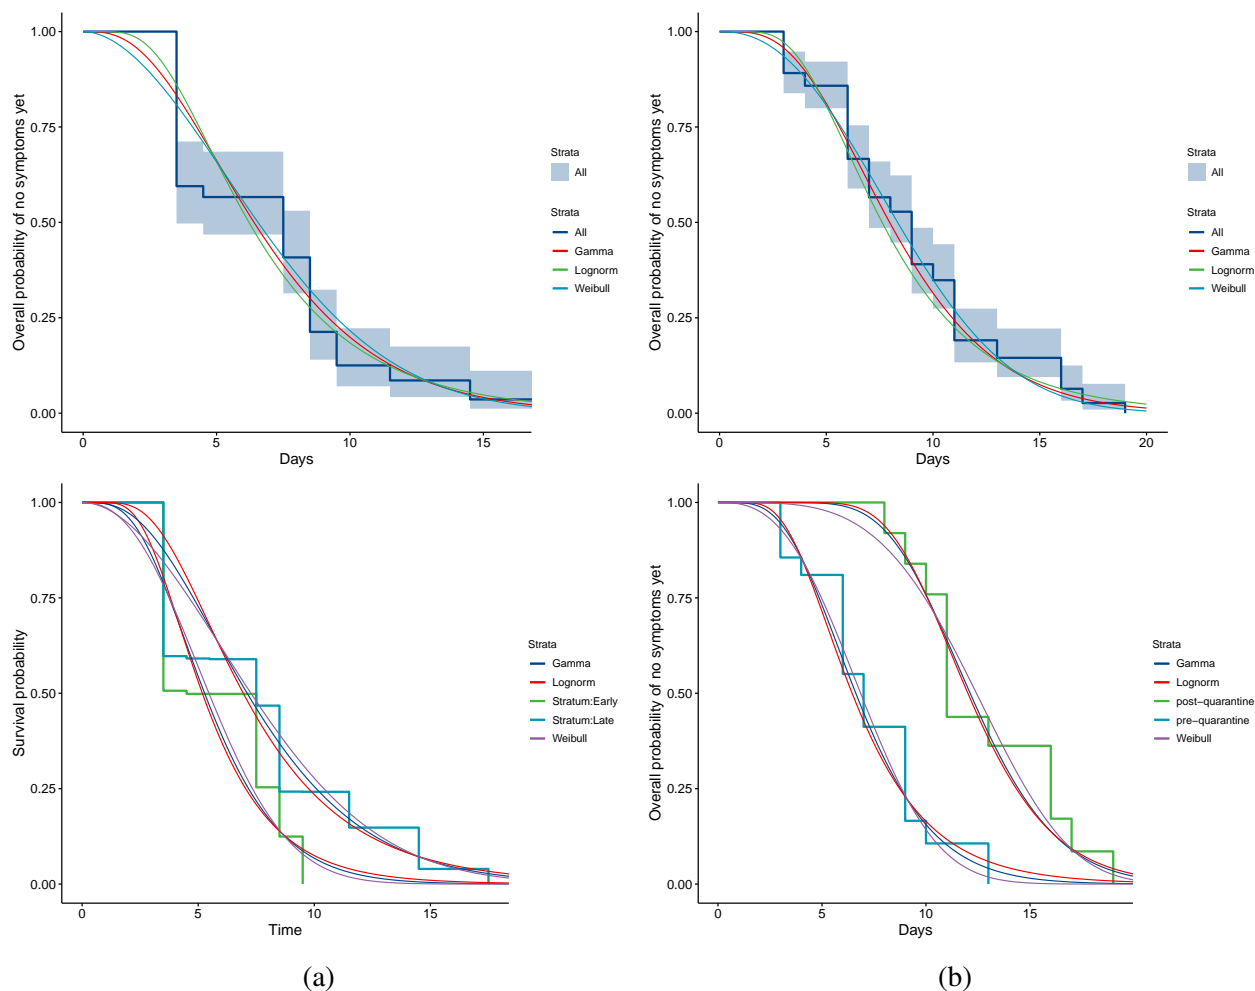 Overall probability of no symptoms yet
1.00
0.75
0.50
0.25
0.00
0 5 10 15
Days
Strata
All
Strata
All
Gamma
Lognorm
Weibull
Overall probability of no symptoms yet
1.00
0.75
0.50
0.25
0.00
0 5 10 15 20
Days
Strata
All
Strata
All
Gamma
Lognorm
Weibull
Survival probability
1.00
0.75
0.50
0.25
0.00
0 5 10 15
Time
Strata
Gamma
Lognorm
Stratum:Early
Stratum:Late
Weibull
Overall probability of no symptoms yet
1.00
0.75
0.50
0.25
0.00
0 5 10 15
Days
Strata
Gamma
Lognorm
post-quarantine
pre-quarantine
Weibull
(a)
(b)